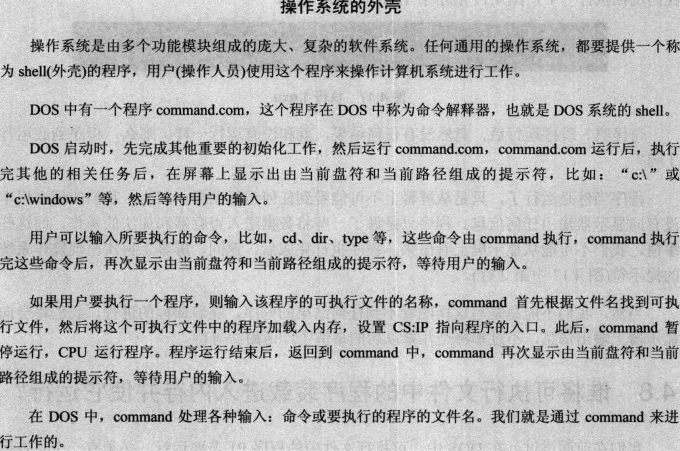 操作系统的外壳
操作系统是由多个功能模块组成的庞大、复杂的软件系统。任何通用的操作系统，都要提供一个称
为 shell(外壳)的程序，用户(操作人员)使用这个程序来操作计算机系统进行工作。
DOS 中有一个程序 command.com，这个程序在 DOS 中称为命令解释器，也就是 DOS 系统的 shell。
DOS 启动时，先完成其他重要的初始化工作，然后运行 command.com，command.com 运行后，执行
完其他的相关任务后，在屏幕上显示出由当前盘符和当前路径组成的提示符，比如：“c:\”或
“c:\windows”等，然后等待用户的输入。
用户可以输入所要执行的命令，比如，cd、dir、type 等，这些命令由 command 执行，command 执行
完这些命令后，再次显示由当前盘符和当前路径组成的提示符，等待用户的输入。
如果用户要执行一个程序，则输入该程序的可执行文件的名称，command 首先根据文件名找到可执
行文件，然后将这个可执行文件中的程序加载入内存，设置 CS:IP 指向程序的入口。此后，command 暂
停运行，CPU 运行程序。程序运行结束后，返回到 command 中，command 再次显示由当前盘符和当前
路径组成的提示符，等待用户的输入。
在 DOS 中，command 处理各种输入：命令或要执行的程序的文件名。我们就是通过 command 来进
行工作的。